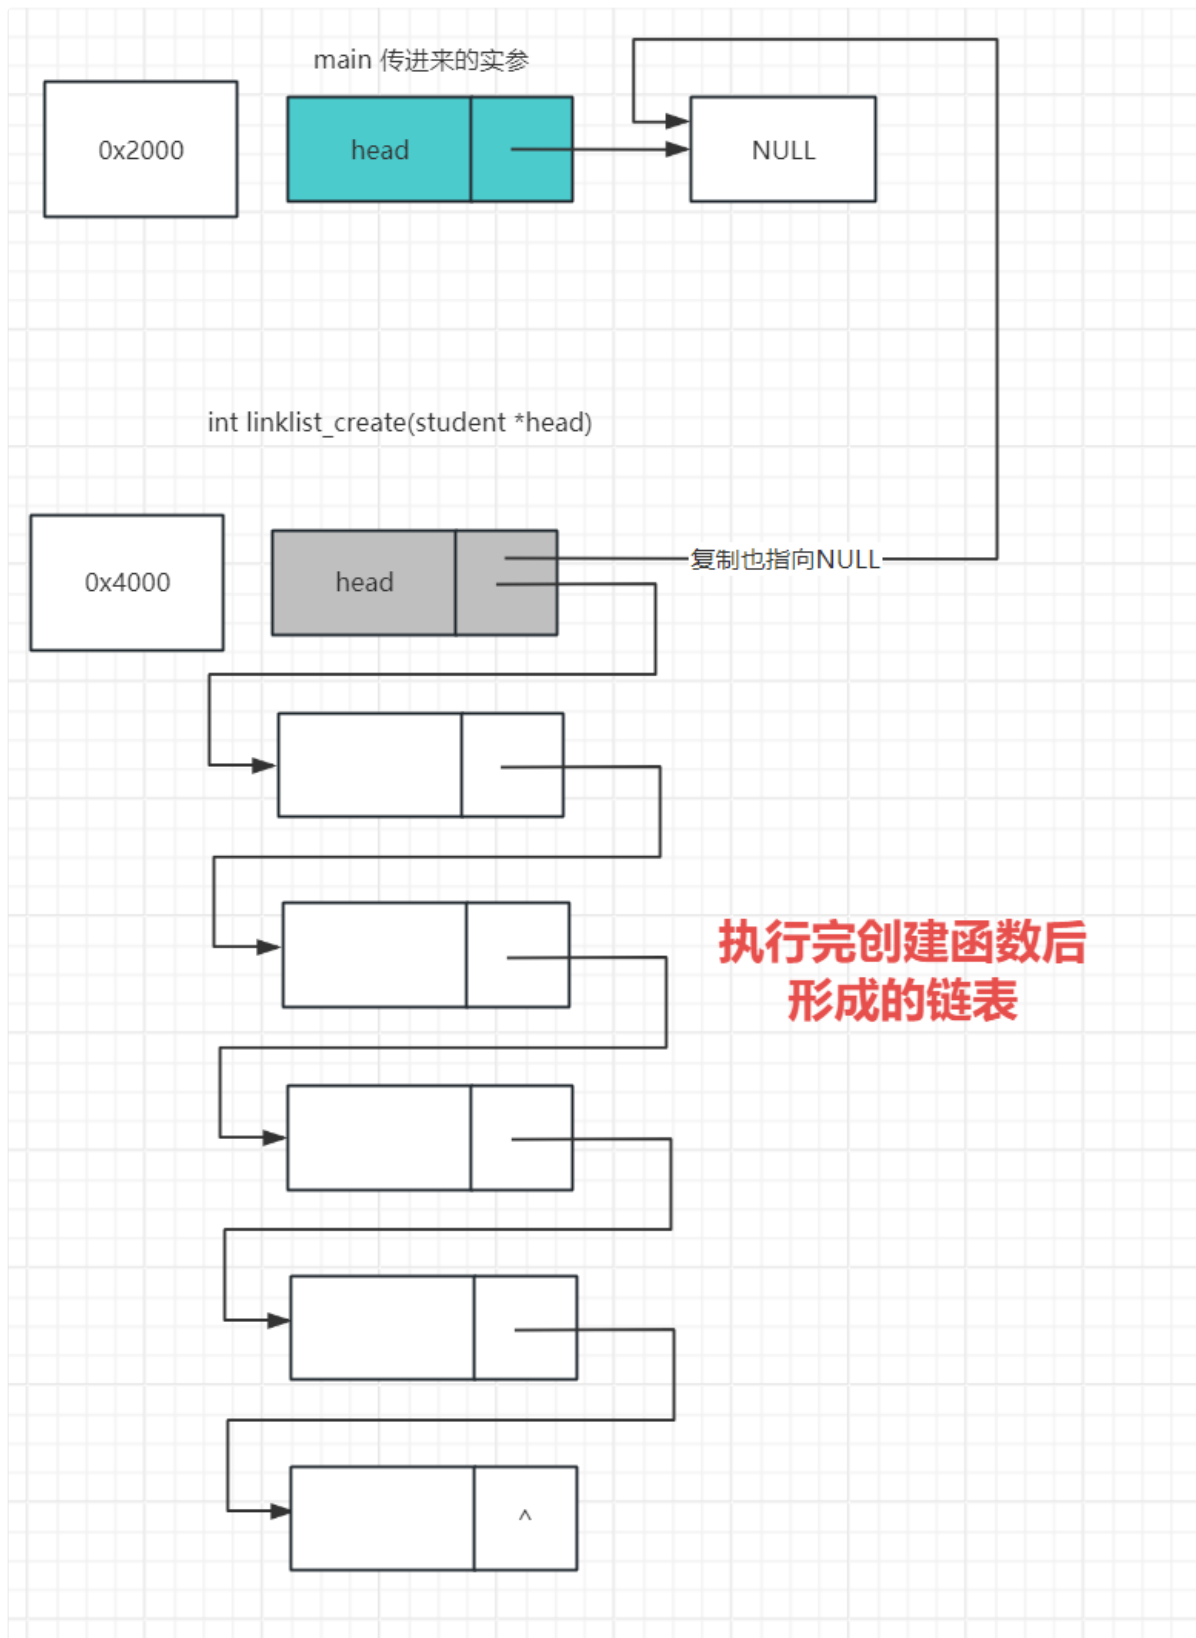 main 传进来的实参
0x2000
head
NULL
int linklist_create(student *head)
0x4000
head
复制也指向NULL
执行完创建函数后
形成的链表
^